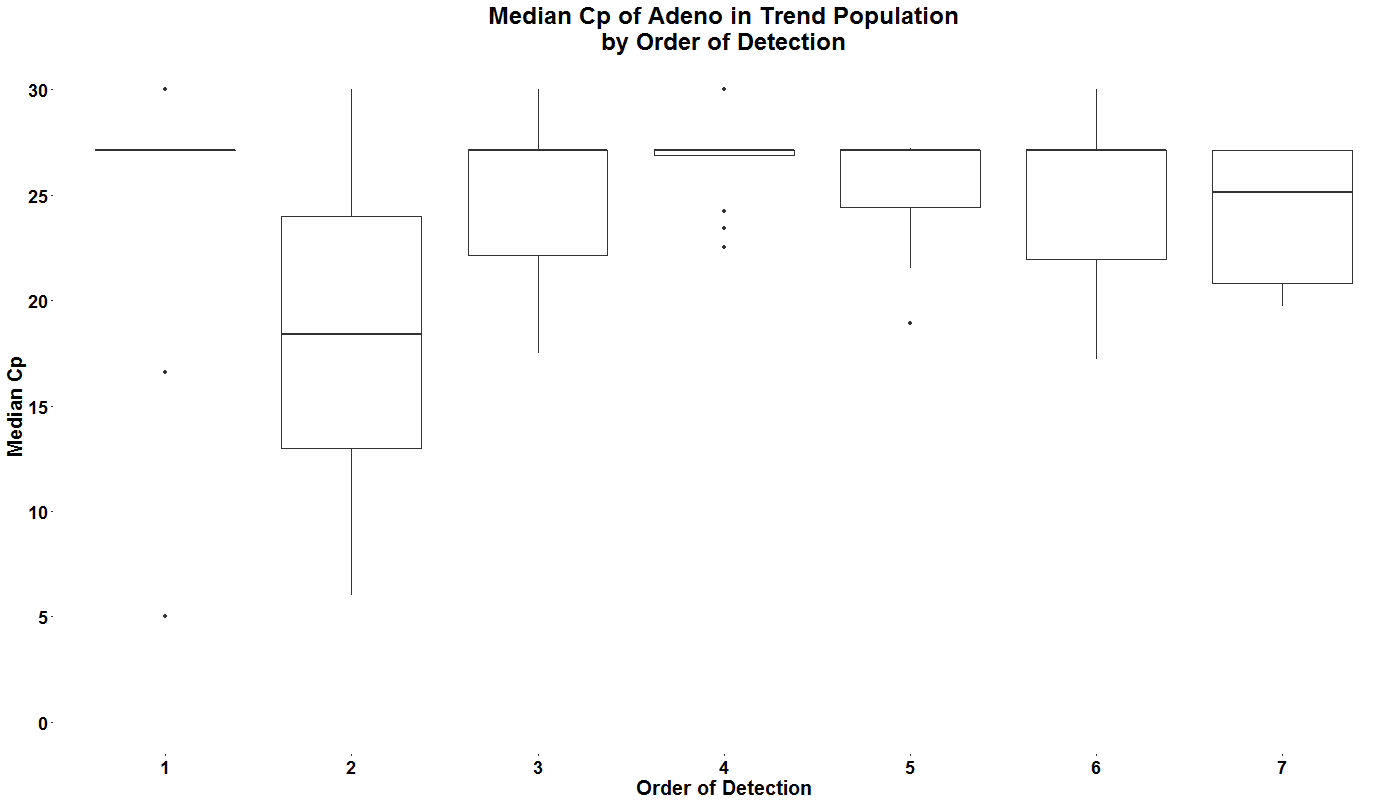 Median Cp of Adeno in Trend Population
by Order of Detection
Median Cp
30
25
20
15
10
5
0
1 2 3 4 5 6 7
Order of Detection